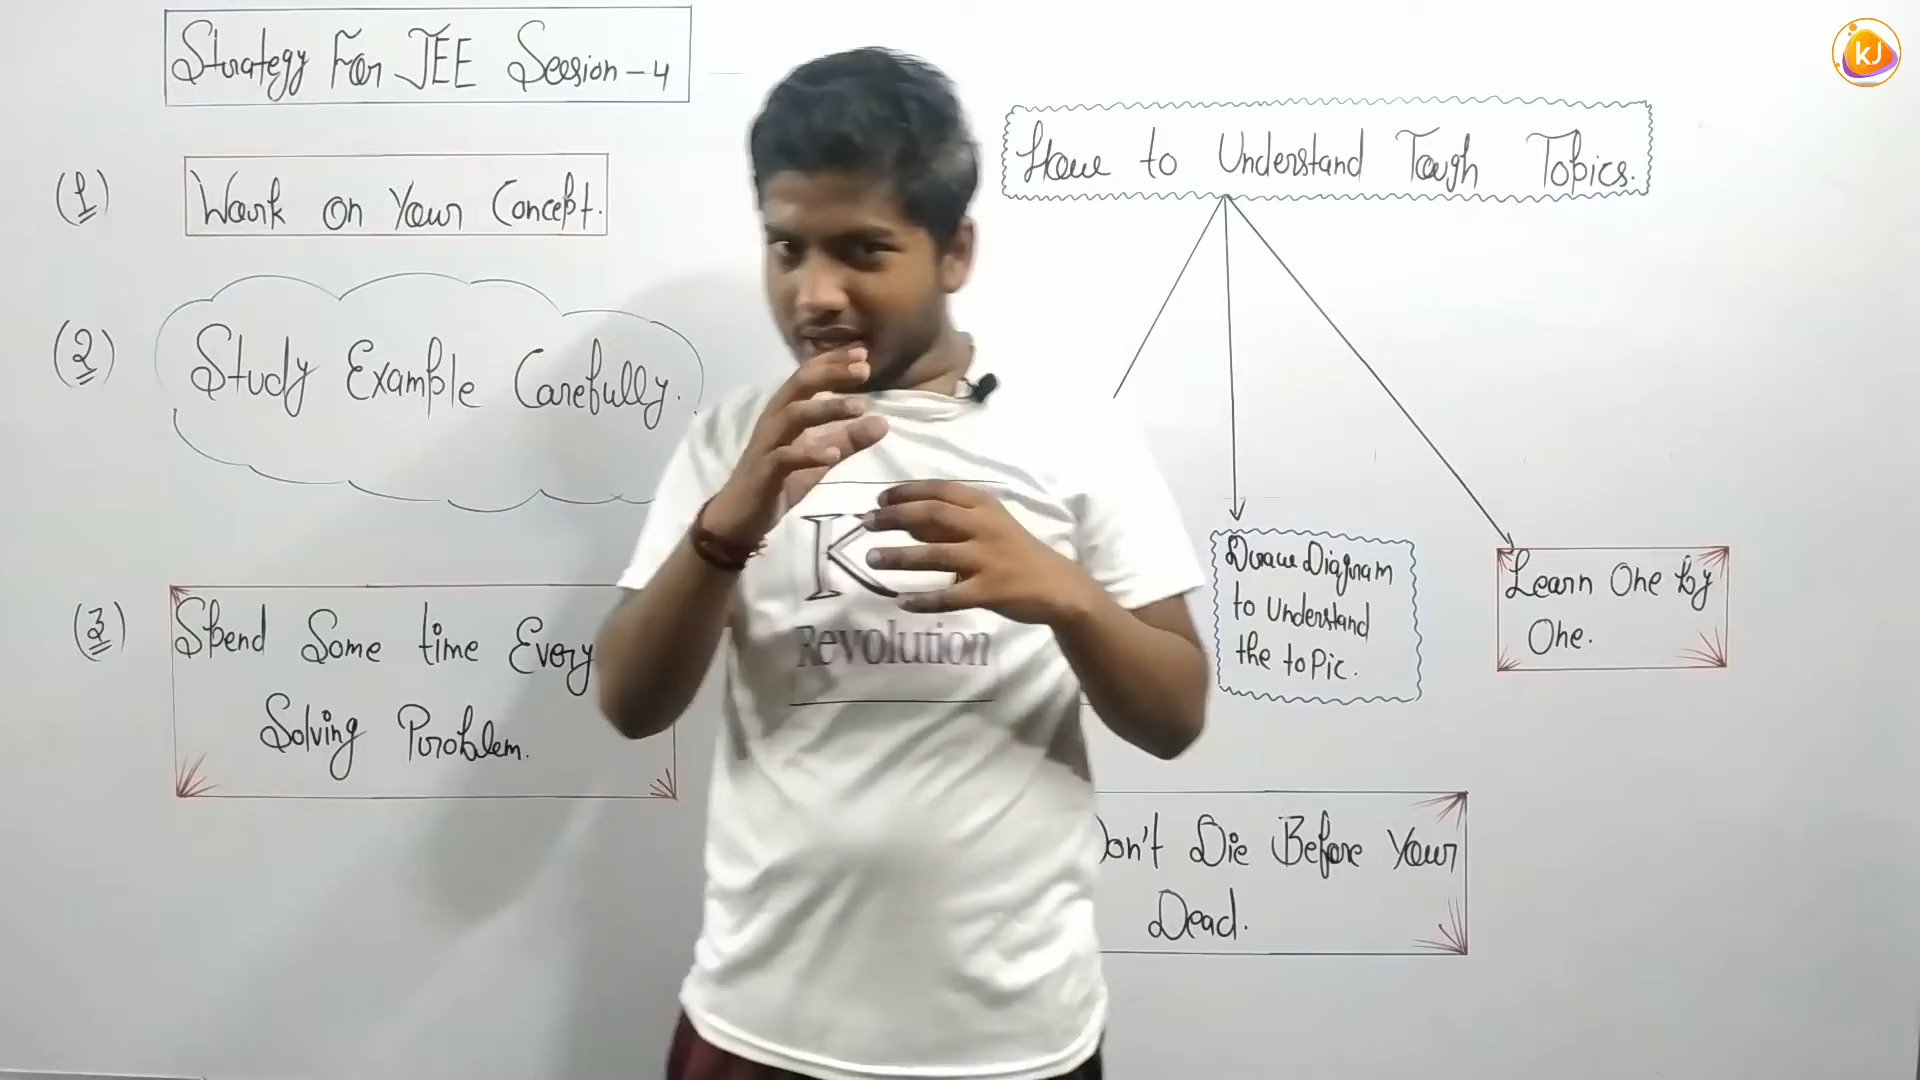 Strategy For JEE Session-4
(1) Work on Your Concept.
(2) Study Example Carefully.
(3) Spend Some time Every
Solving Problem.
How to Understand Tough Topics.
Draw Diagram
to Understand
the toPic.
Learn One by
One.
Don't Die Before Your
Dead.
K
Revolution
KJ